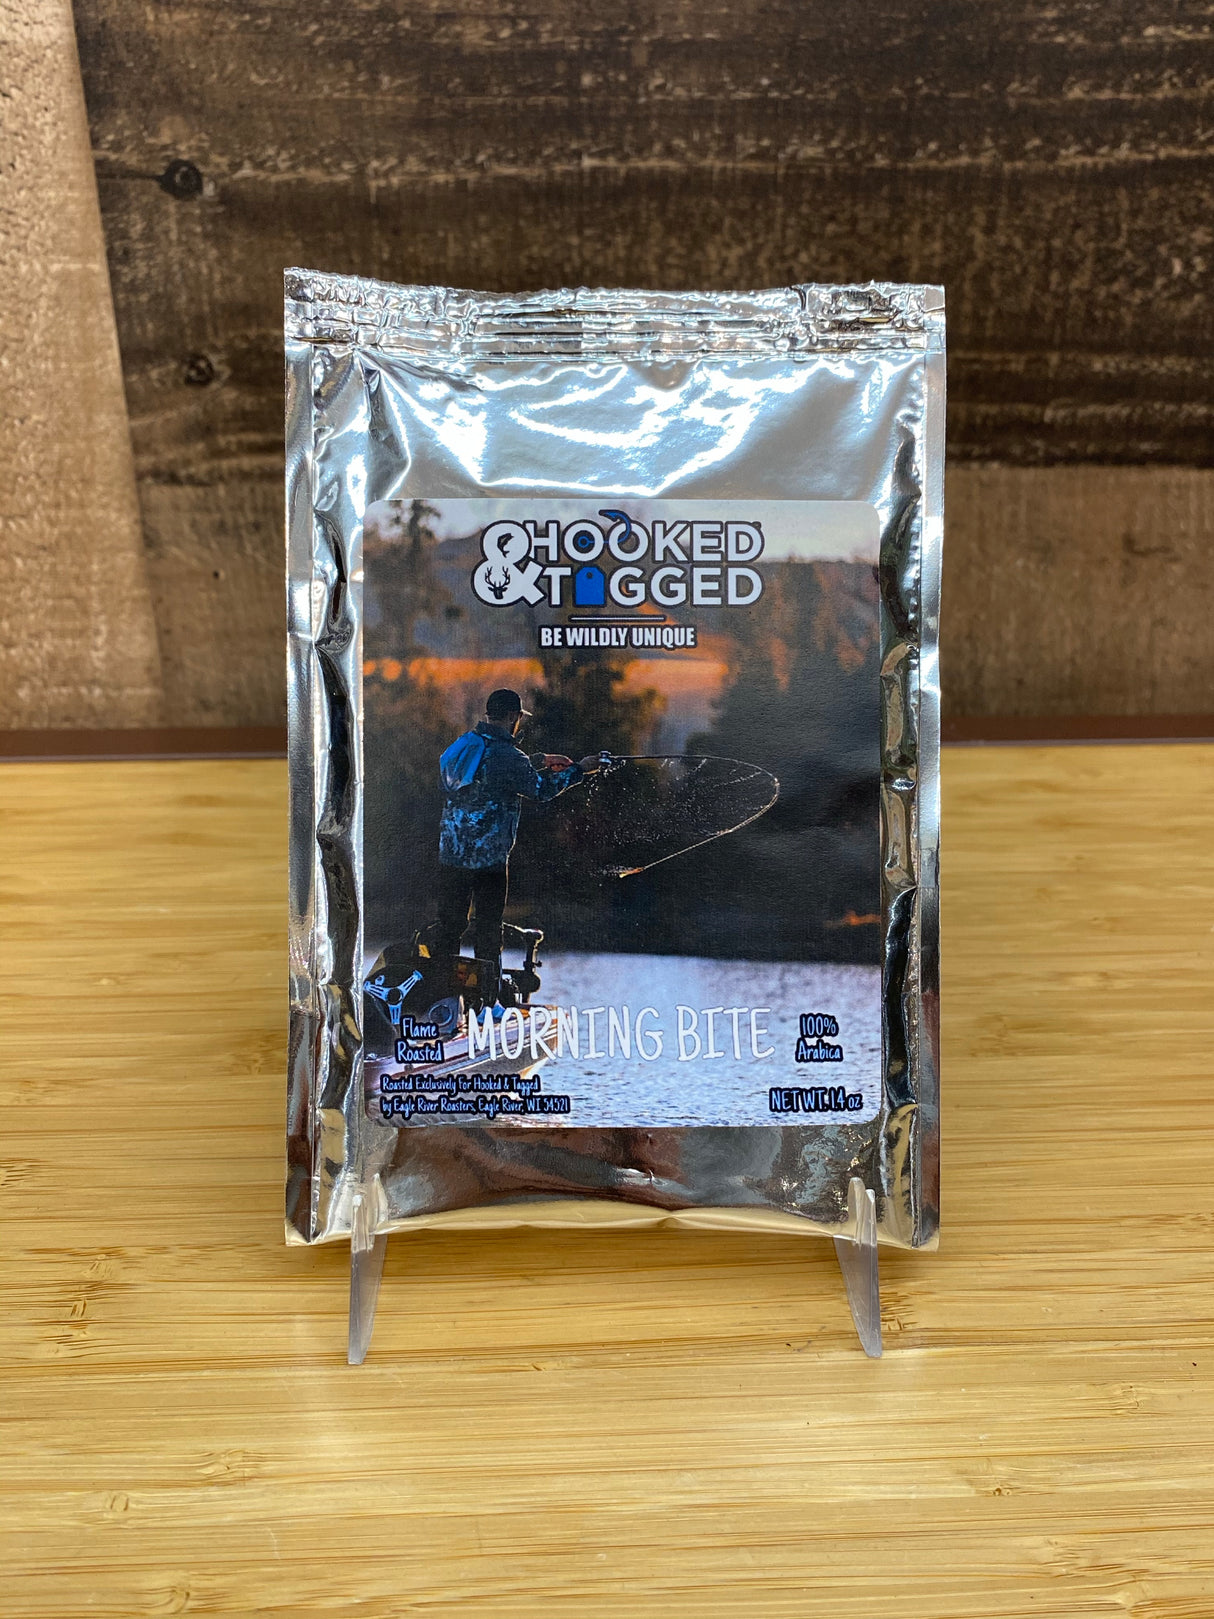 HOOKED
& TAGGED
BE WILDLY UNIQUE
MORNING BITE
Flame
Roasted
100%
Arabica
Roasted Exclusively For Hooked & Tagged
by Eagle River Roasters, Eagle River, WI 54521
NET WT. 1.4 oz